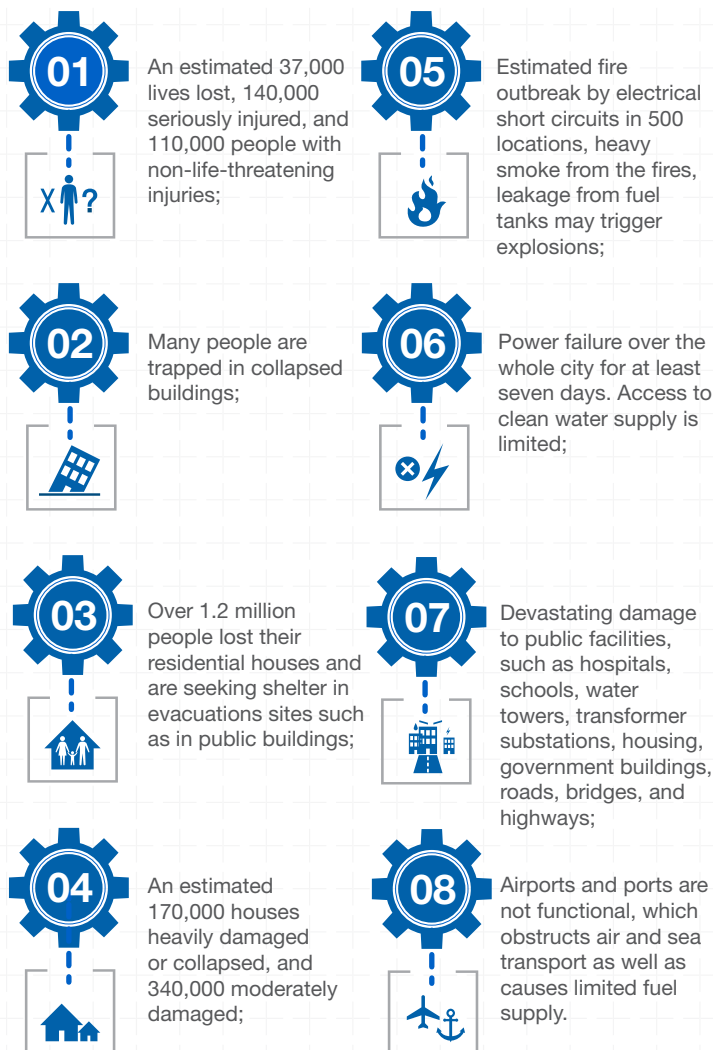 01
An estimated 37,000
lives lost, 140,000
seriously injured, and
110,000 people with
non-life-threatening
injuries;
X ?
02
Many people are
trapped in collapsed
buildings;
03
Over 1.2 million
people lost their
residential houses and
are seeking shelter in
evacuations sites such
as in public buildings;
04
An estimated
170,000 houses
heavily damaged
or collapsed, and
340,000 moderately
damaged;
05
Estimated fire
outbreak by electrical
short circuits in 500
locations, heavy
smoke from the fires,
leakage from fuel
tanks may trigger
explosions;
06
Power failure over the
whole city for at least
seven days. Access to
clean water supply is
limited;
07
Devastating damage
to public facilities,
such as hospitals,
schools, water
towers, transformer
substations, housing,
government buildings,
roads, bridges, and
highways;
08
Airports and ports are
not functional, which
obstructs air and sea
transport as well as
causes limited fuel
supply.